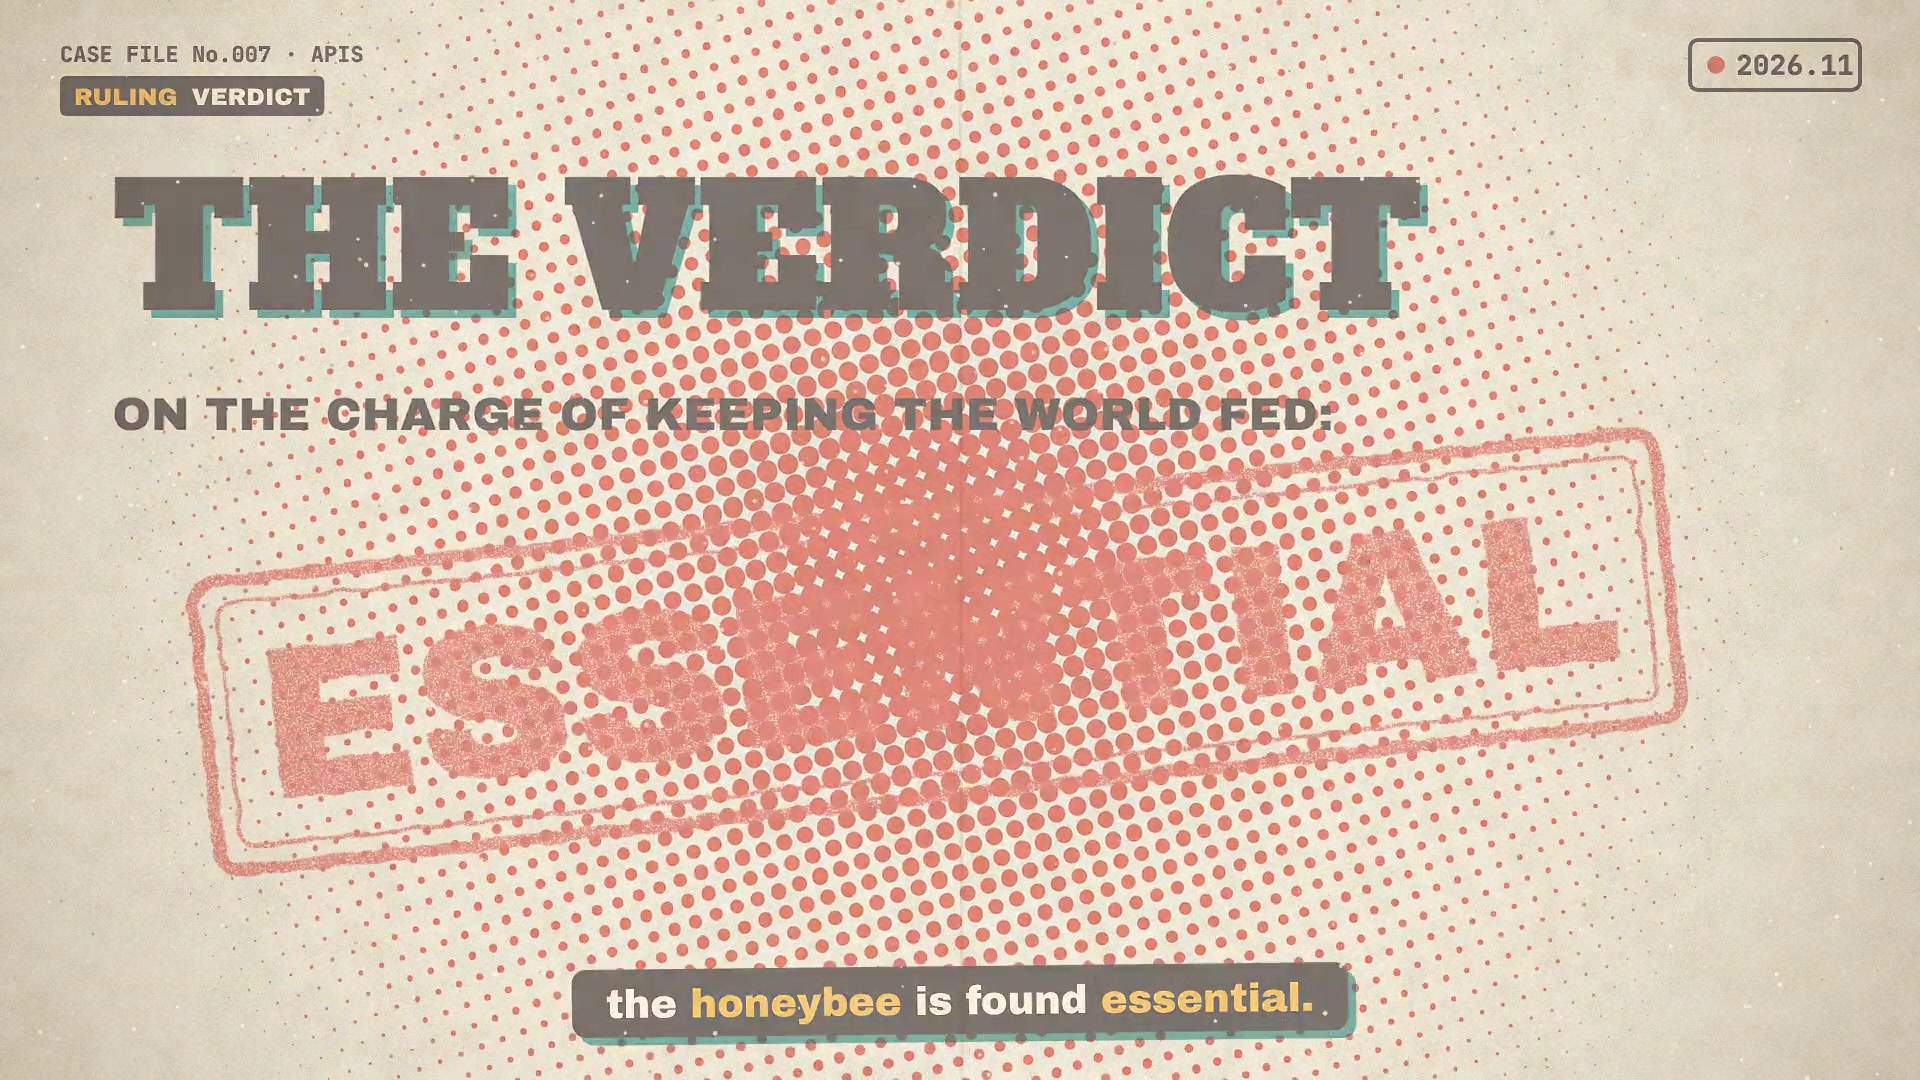 CASE FILE No.007 · APIS
RULING VERDICT
2026.11
THE VERDICT
ON THE CHARGE OF KEEPING THE WORLD FED:
ESSENTIAL
the honeybee is found essential.